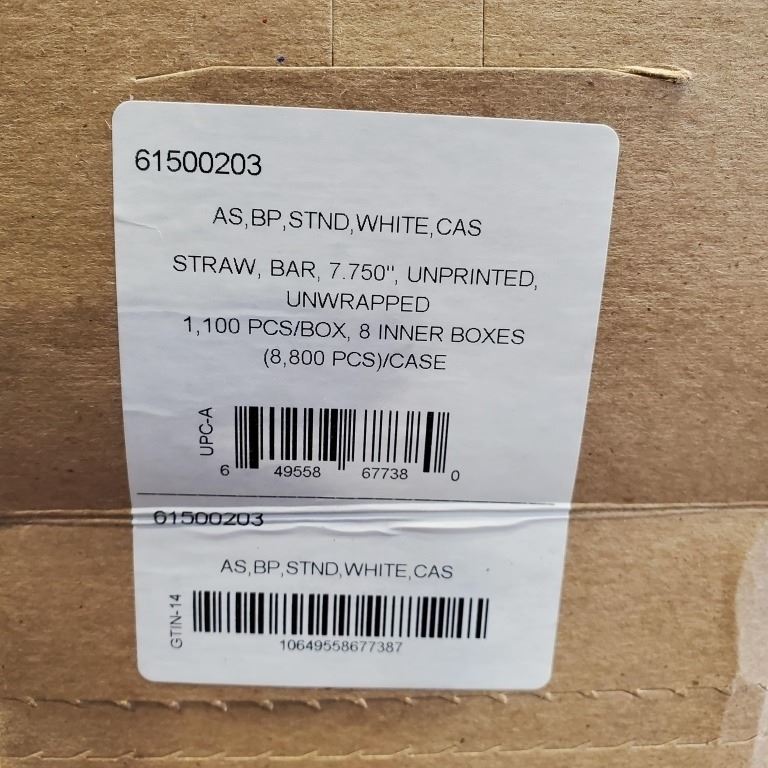 61500203
AS,BP,STND,WHITE,CAS
STRAW, BAR, 7.750", UNPRINTED,
UNWRAPPED
1,100 PCS/BOX, 8 INNER BOXES
(8,800 PCS)/CASE
UPC-A
6 49558 67738 0
61500203
AS,BP,STND,WHITE,CAS
GTIN-14
10649558677387